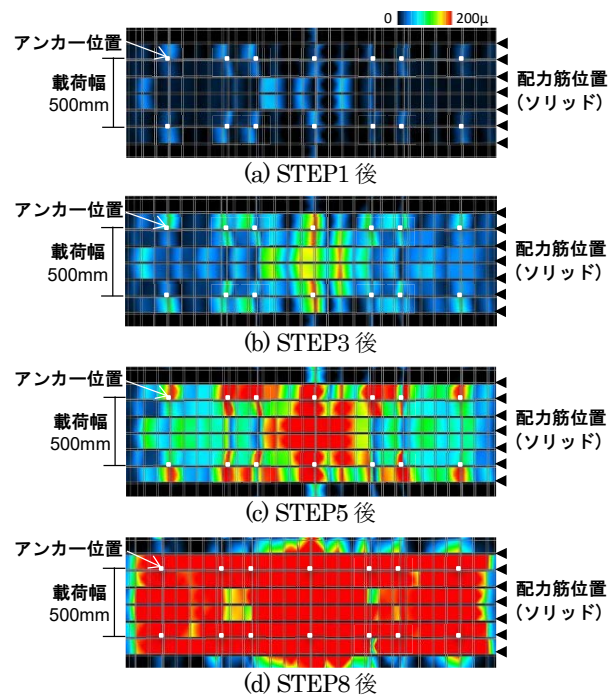 0 200μ
アンカー位置
載荷幅
500mm
配力筋位置
(ソリッド)
(a) STEP1 後
アンカー位置
載荷幅
500mm
配力筋位置
(ソリッド)
(b) STEP3 後
アンカー位置
載荷幅
500mm
配力筋位置
(ソリッド)
(c) STEP5 後
アンカー位置
載荷幅
500mm
配力筋位置
(ソリッド)
(d) STEP8 後